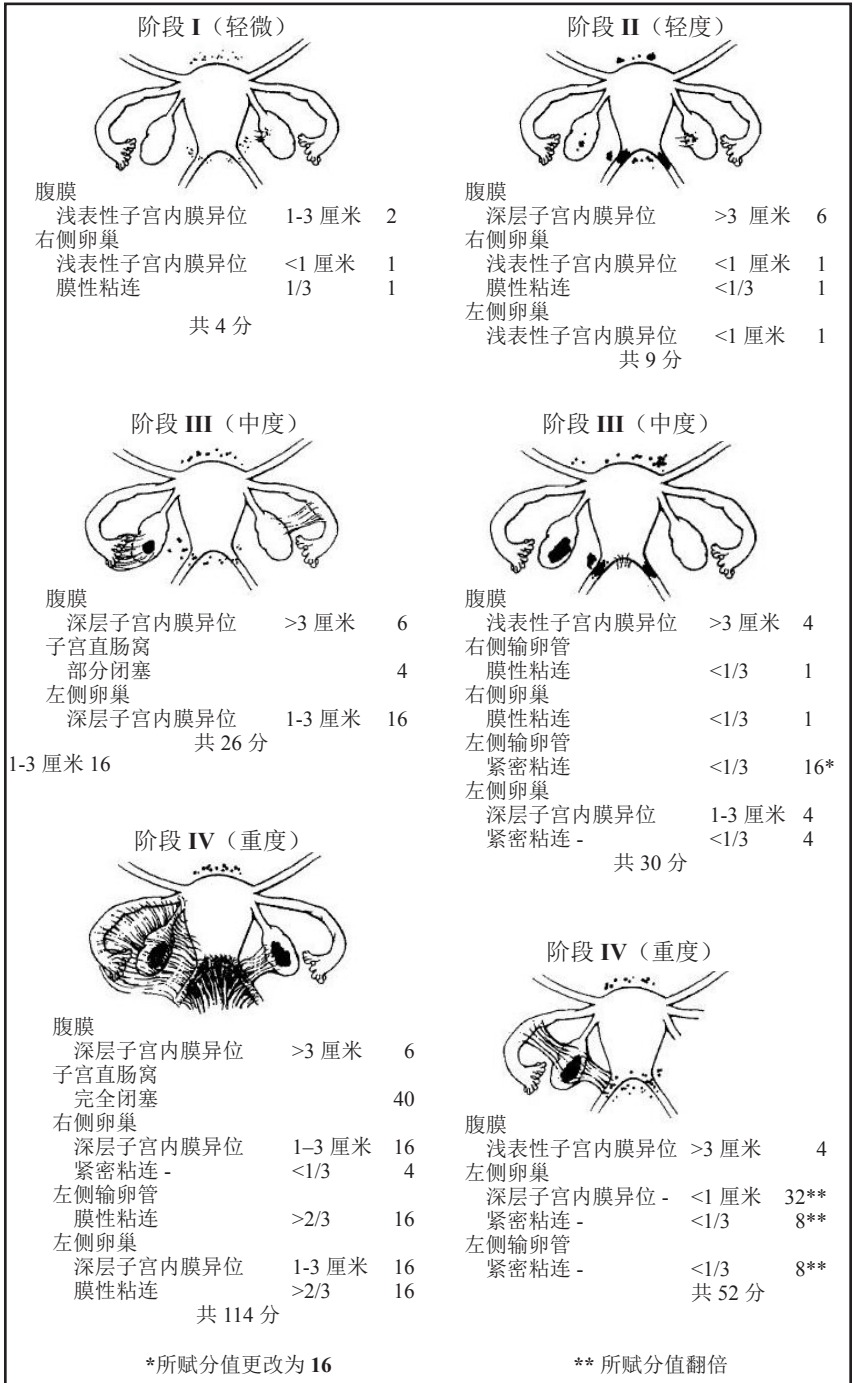 阶段 I（轻微）
腹膜
浅表性子宫内膜异位 1-3 厘米 2
右侧卵巢
浅表性子宫内膜异位 <1 厘米 1
膜性粘连 1/3 1
共 4 分
阶段 II（轻度）
腹膜
深层子宫内膜异位 >3 厘米 6
右侧卵巢
浅表性子宫内膜异位 <1 厘米 1
膜性粘连 <1/3 1
左侧卵巢
浅表性子宫内膜异位 <1 厘米 1
共 9 分
阶段 III（中度）
腹膜
深层子宫内膜异位 >3 厘米 6
子宫直肠窝
部分闭塞 4
左侧卵巢
深层子宫内膜异位 1-3 厘米 16
共 26 分
1-3 厘米 16
阶段 III（中度）
腹膜
浅表性子宫内膜异位 >3 厘米 4
右侧输卵管
膜性粘连 <1/3 1
右侧卵巢
膜性粘连 <1/3 1
左侧输卵管
紧密粘连 <1/3 16*
左侧卵巢
深层子宫内膜异位 1-3 厘米 4
紧密粘连 - <1/3 4
共 30 分
阶段 IV（重度）
腹膜
深层子宫内膜异位 >3 厘米 6
子宫直肠窝
完全闭塞 40
右侧卵巢
深层子宫内膜异位 1–3 厘米 16
紧密粘连 - <1/3 4
左侧输卵管
膜性粘连 >2/3 16
左侧卵巢
深层子宫内膜异位 1-3 厘米 16
膜性粘连 >2/3 16
共 114 分
阶段 IV（重度）
腹膜
浅表性子宫内膜异位 >3 厘米 4
左侧卵巢
深层子宫内膜异位 - <1 厘米 32**
紧密粘连 - <1/3 8**
左侧输卵管
紧密粘连 - <1/3 8**
共 52 分
*所赋分值更改为 16
** 所赋分值翻倍